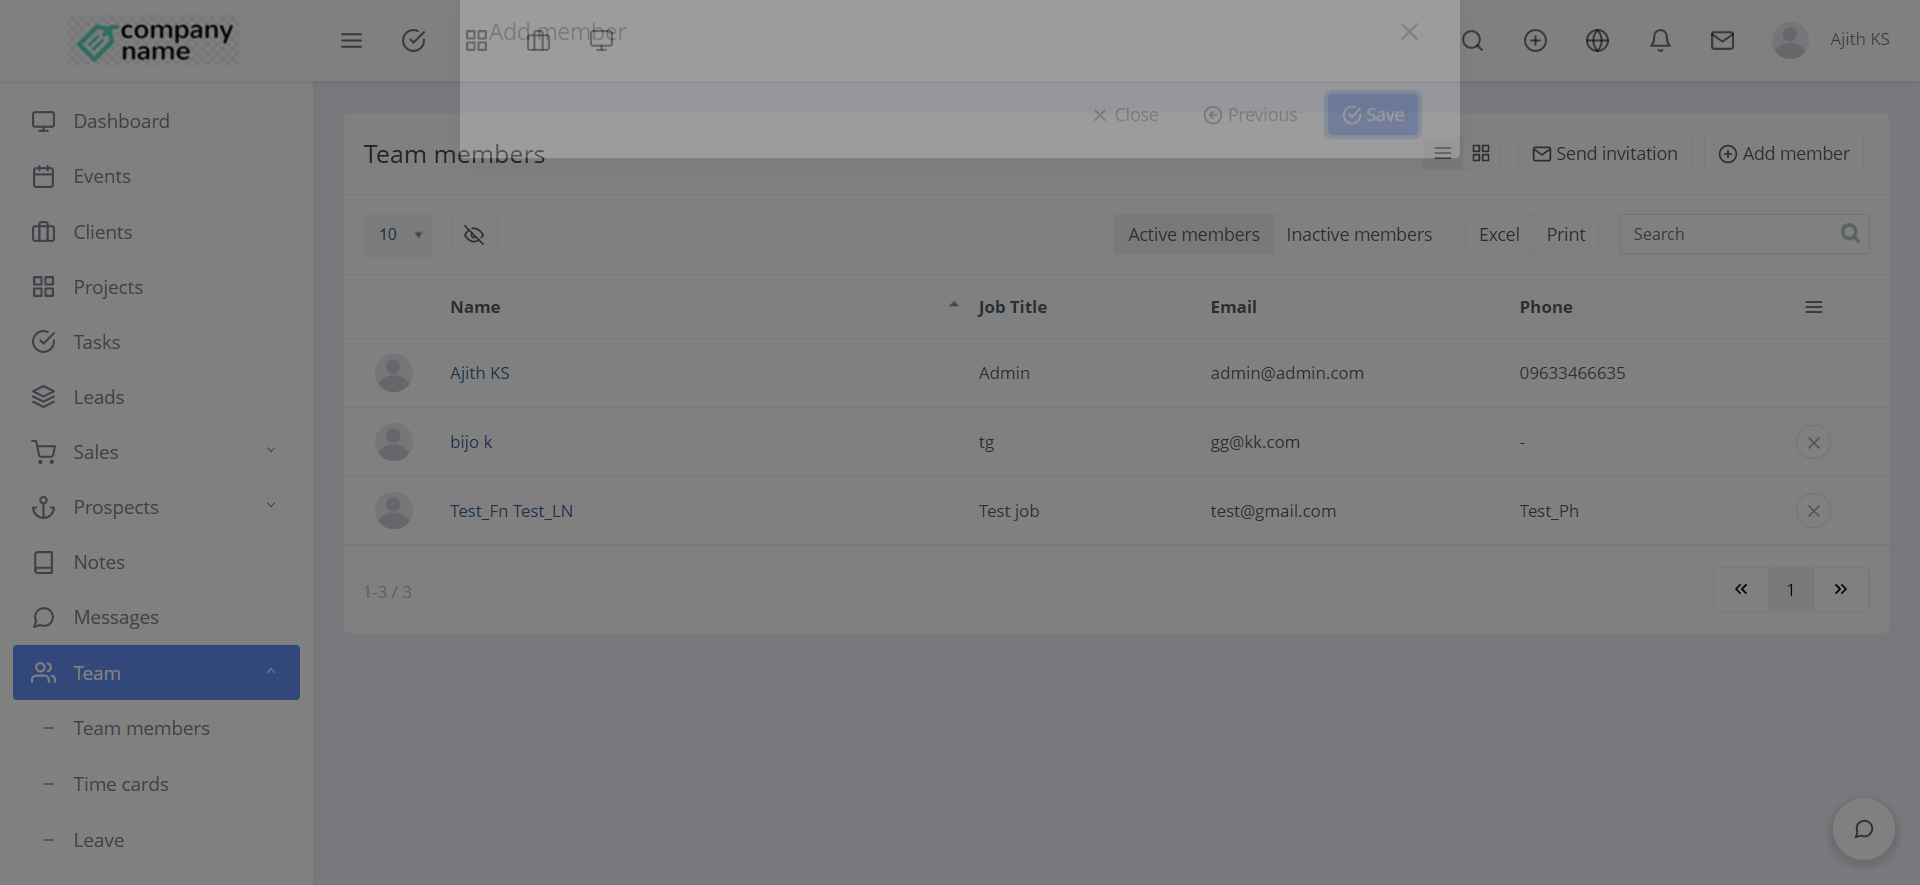 company
name
Add member
Ajith KS
Close
Previous
Save
Dashboard
Events
Clients
Projects
Tasks
Leads
Sales
Prospects
Notes
Messages
Team
Team members
Time cards
Leave
Team members
Send invitation
Add member
10
Active members
Inactive members
Excel
Print
Search
Name Job Title Email Phone
Ajith KS Admin admin@admin.com 09633466635
bijo k tg gg@kk.com -
Test_Fn Test_LN Test job test@gmail.com Test_Ph
1-3 / 3
1